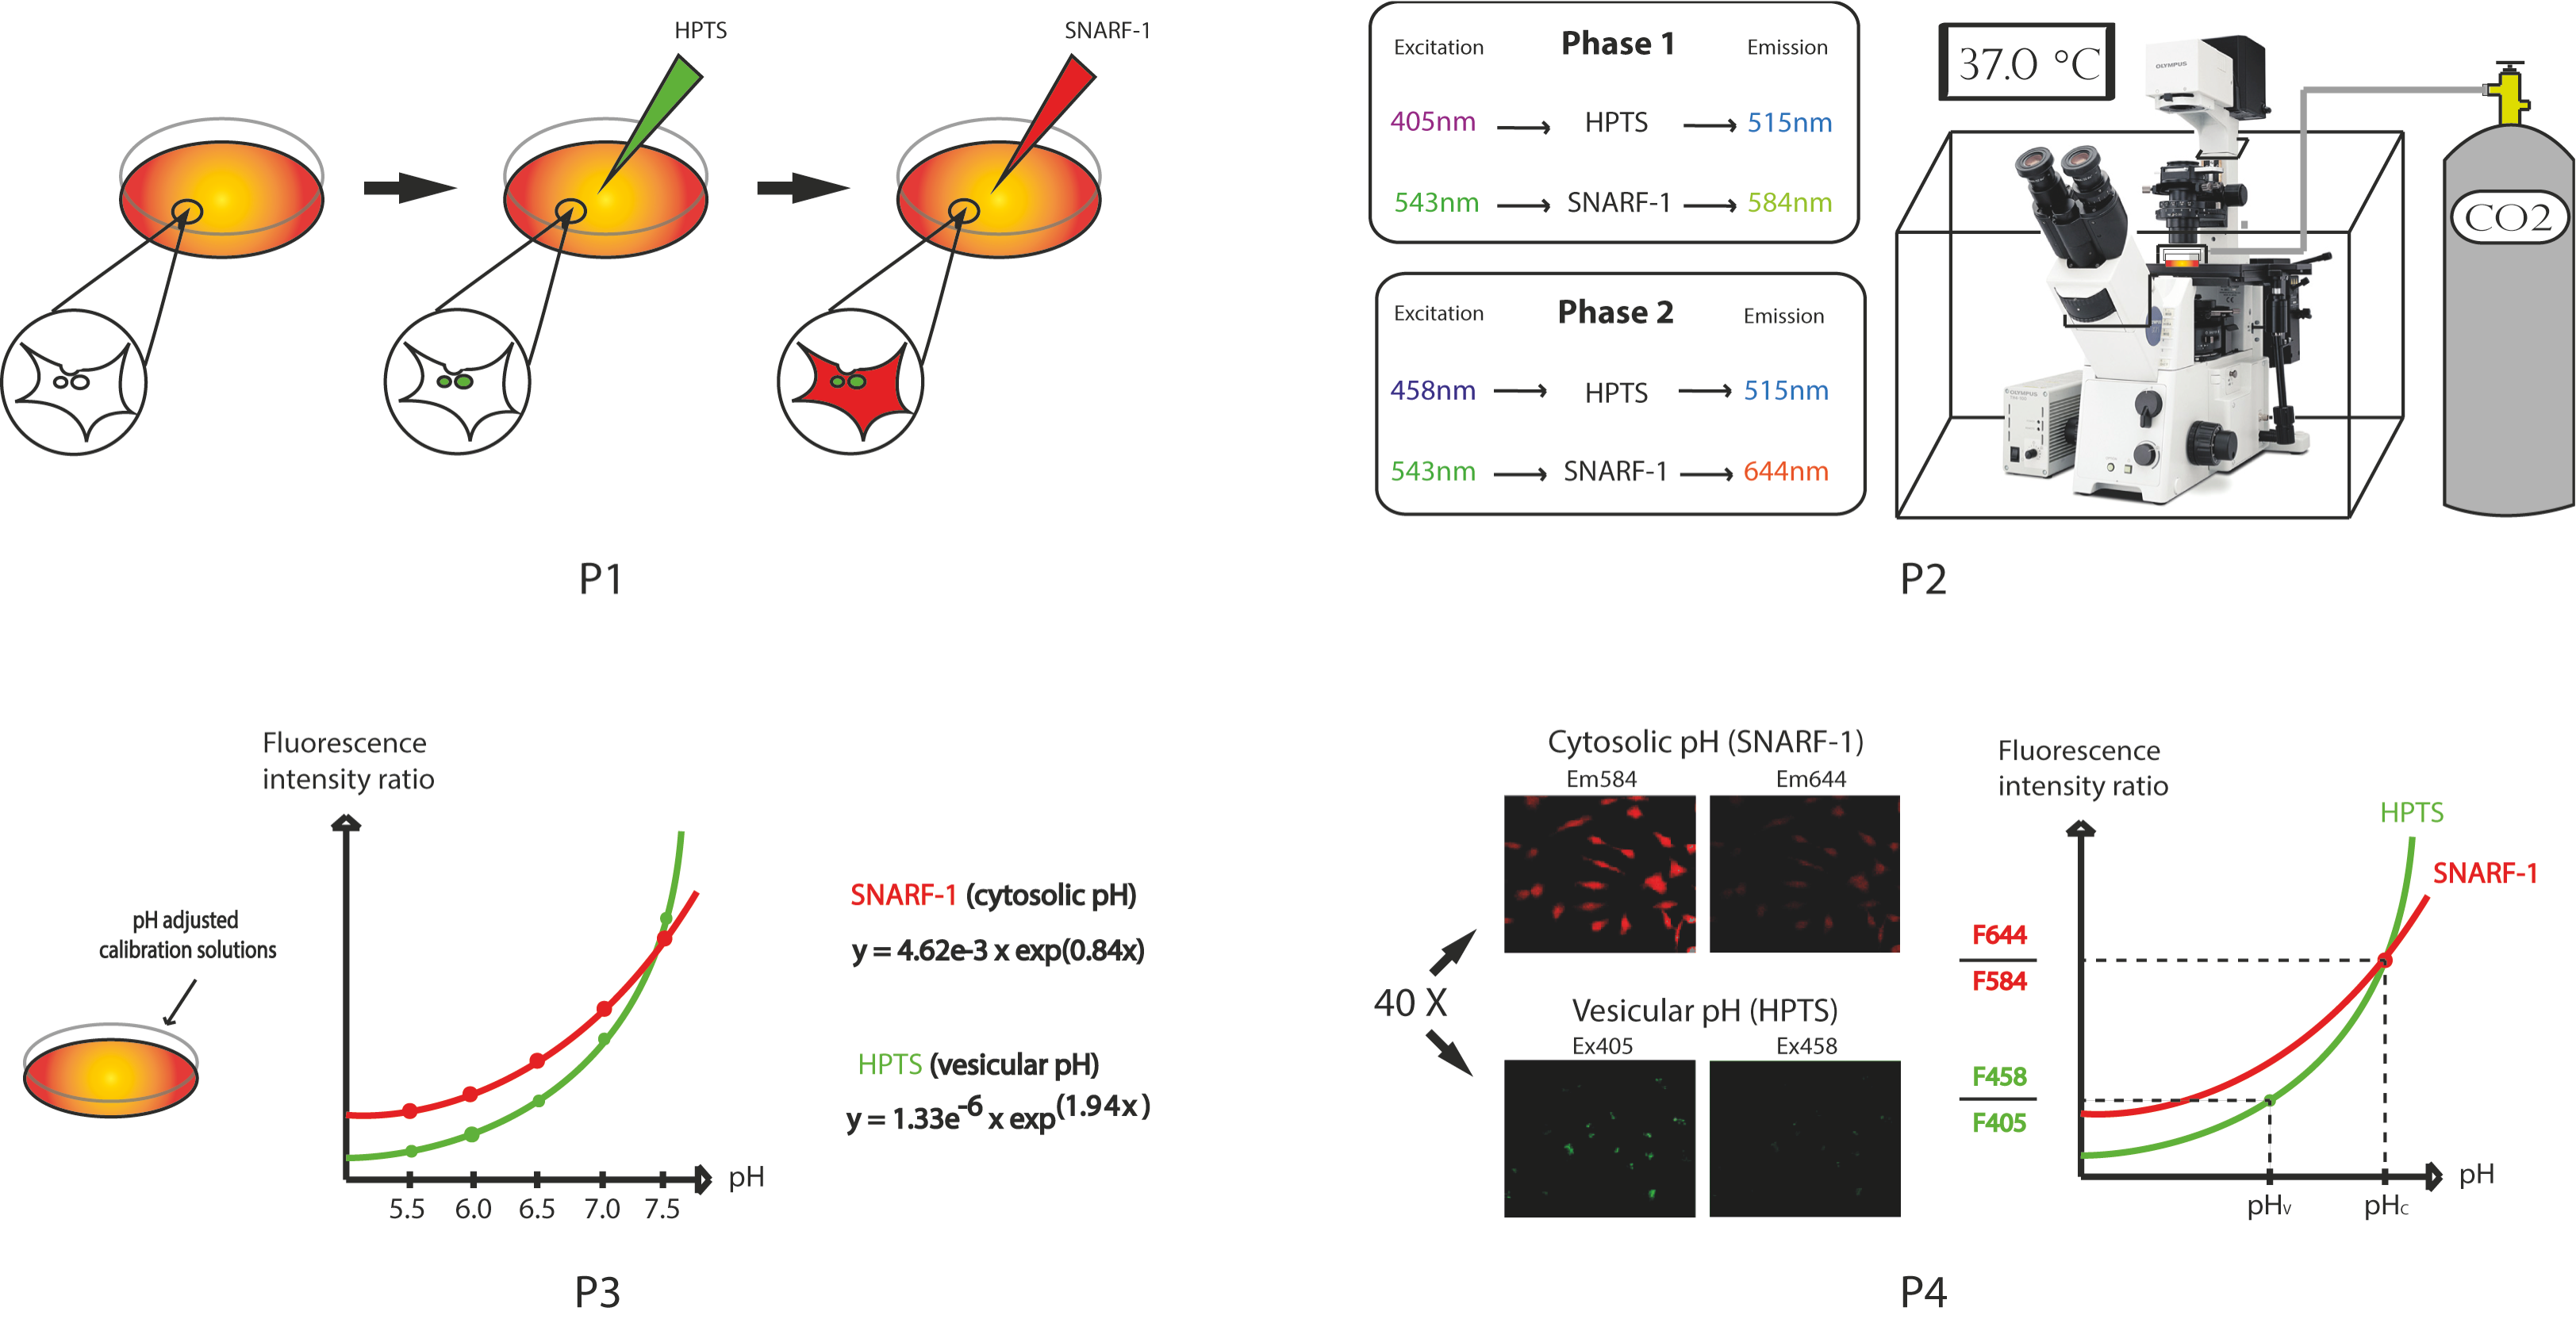 HPTS
SNARF-1
P1
Excitation Phase 1 Emission
405nm HPTS 515nm
543nm SNARF-1 584nm
Excitation Phase 2 Emission
458nm HPTS 515nm
543nm SNARF-1 644nm
37.0 °C
OLYMPUS
OLYMPUS
CO2
P2
Fluorescence
intensity ratio
pH adjusted
calibration solutions
pH
5.5 6.0 6.5 7.0 7.5
SNARF-1 (cytosolic pH)
y = 4.62e-3 x exp(0.84x)
HPTS (vesicular pH)
y = 1.33e-6 x exp(1.94x)
P3
Cytosolic pH (SNARF-1)
Em584 Em644
40 X
Vesicular pH (HPTS)
Ex405 Ex458
Fluorescence
intensity ratio
HPTS
SNARF-1
F644
F584
F458
F405
pH
pHV pHC
P4